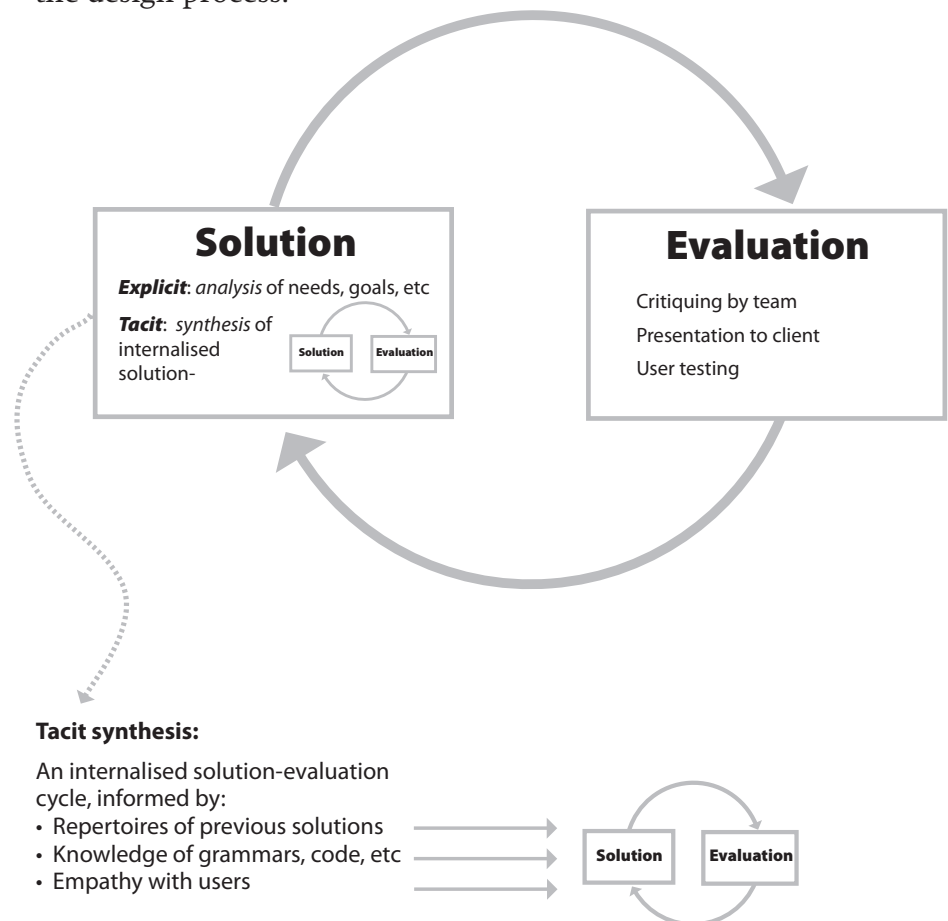 the design process.
Solution
Explicit: analysis of needs, goals, etc
Tacit: synthesis of
internalised
solution-
Solution
Evaluation
Evaluation
Critiquing by team
Presentation to client
User testing
Tacit synthesis:
An internalised solution-evaluation
cycle, informed by:
• Repertoires of previous solutions
• Knowledge of grammars, code, etc
• Empathy with users
Solution
Evaluation